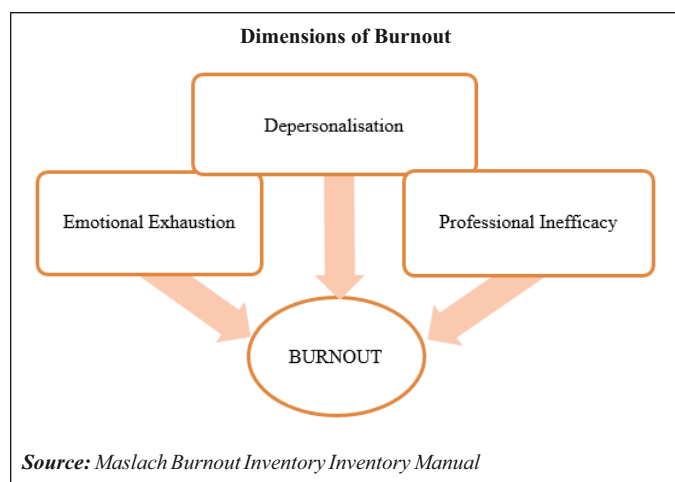 Dimensions of Burnout
Depersonalisation
Emotional Exhaustion
Professional Inefficacy
BURNOUT
Source: Maslach Burnout Inventory Inventory Manual